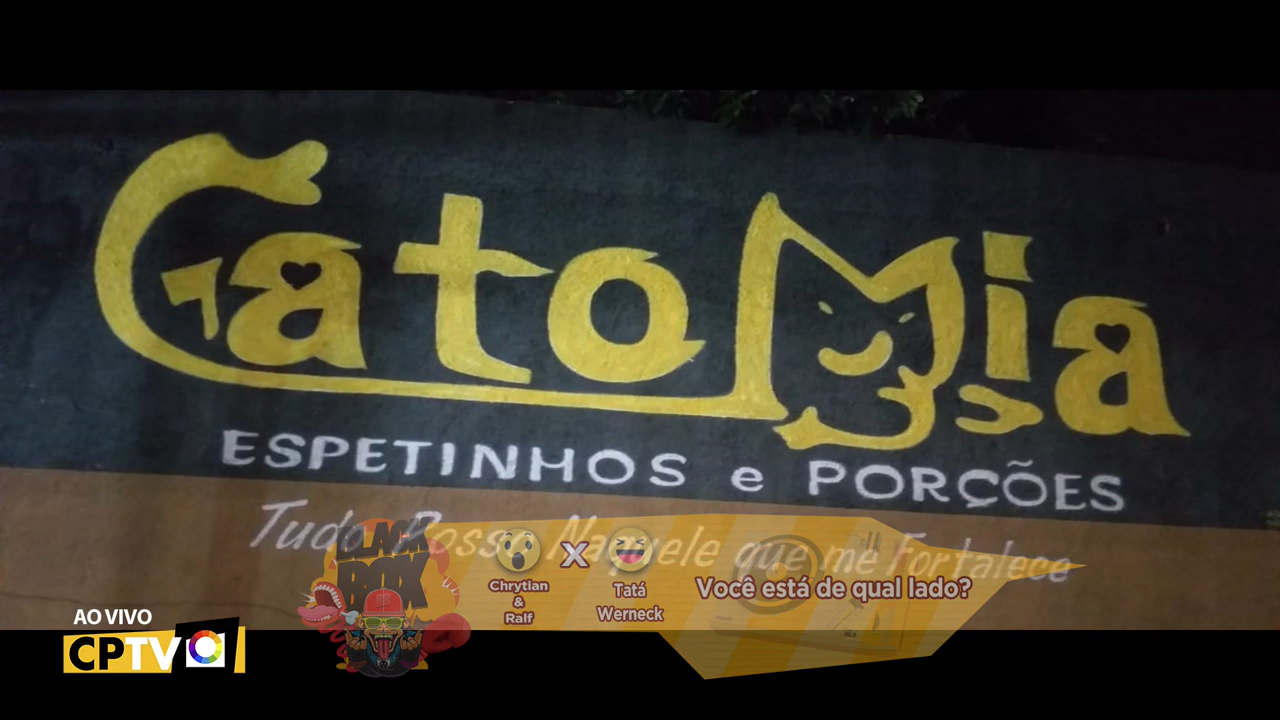 GatoMia
ESPETINHOS e PORÇÕES
Tudo Posso Naquele que me Fortalece
BLACK
BOX
X
Chrytian
&
Ralf
Tatá
Werneck
Você está de qual lado?
AO VIVO
CPTV